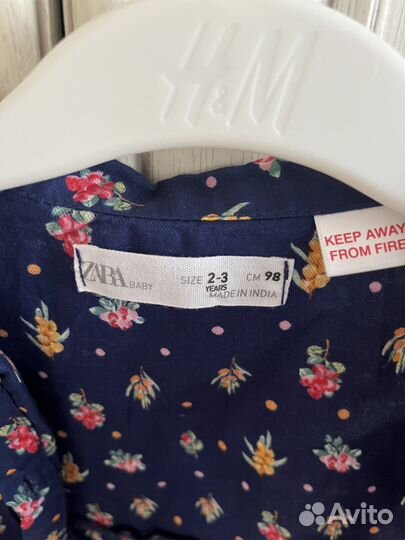 H&M
ZARA BABY SIZE 2-3 CM 98
YEARS
MADE IN INDIA
KEEP AWAY
FROM FIRE
Avito